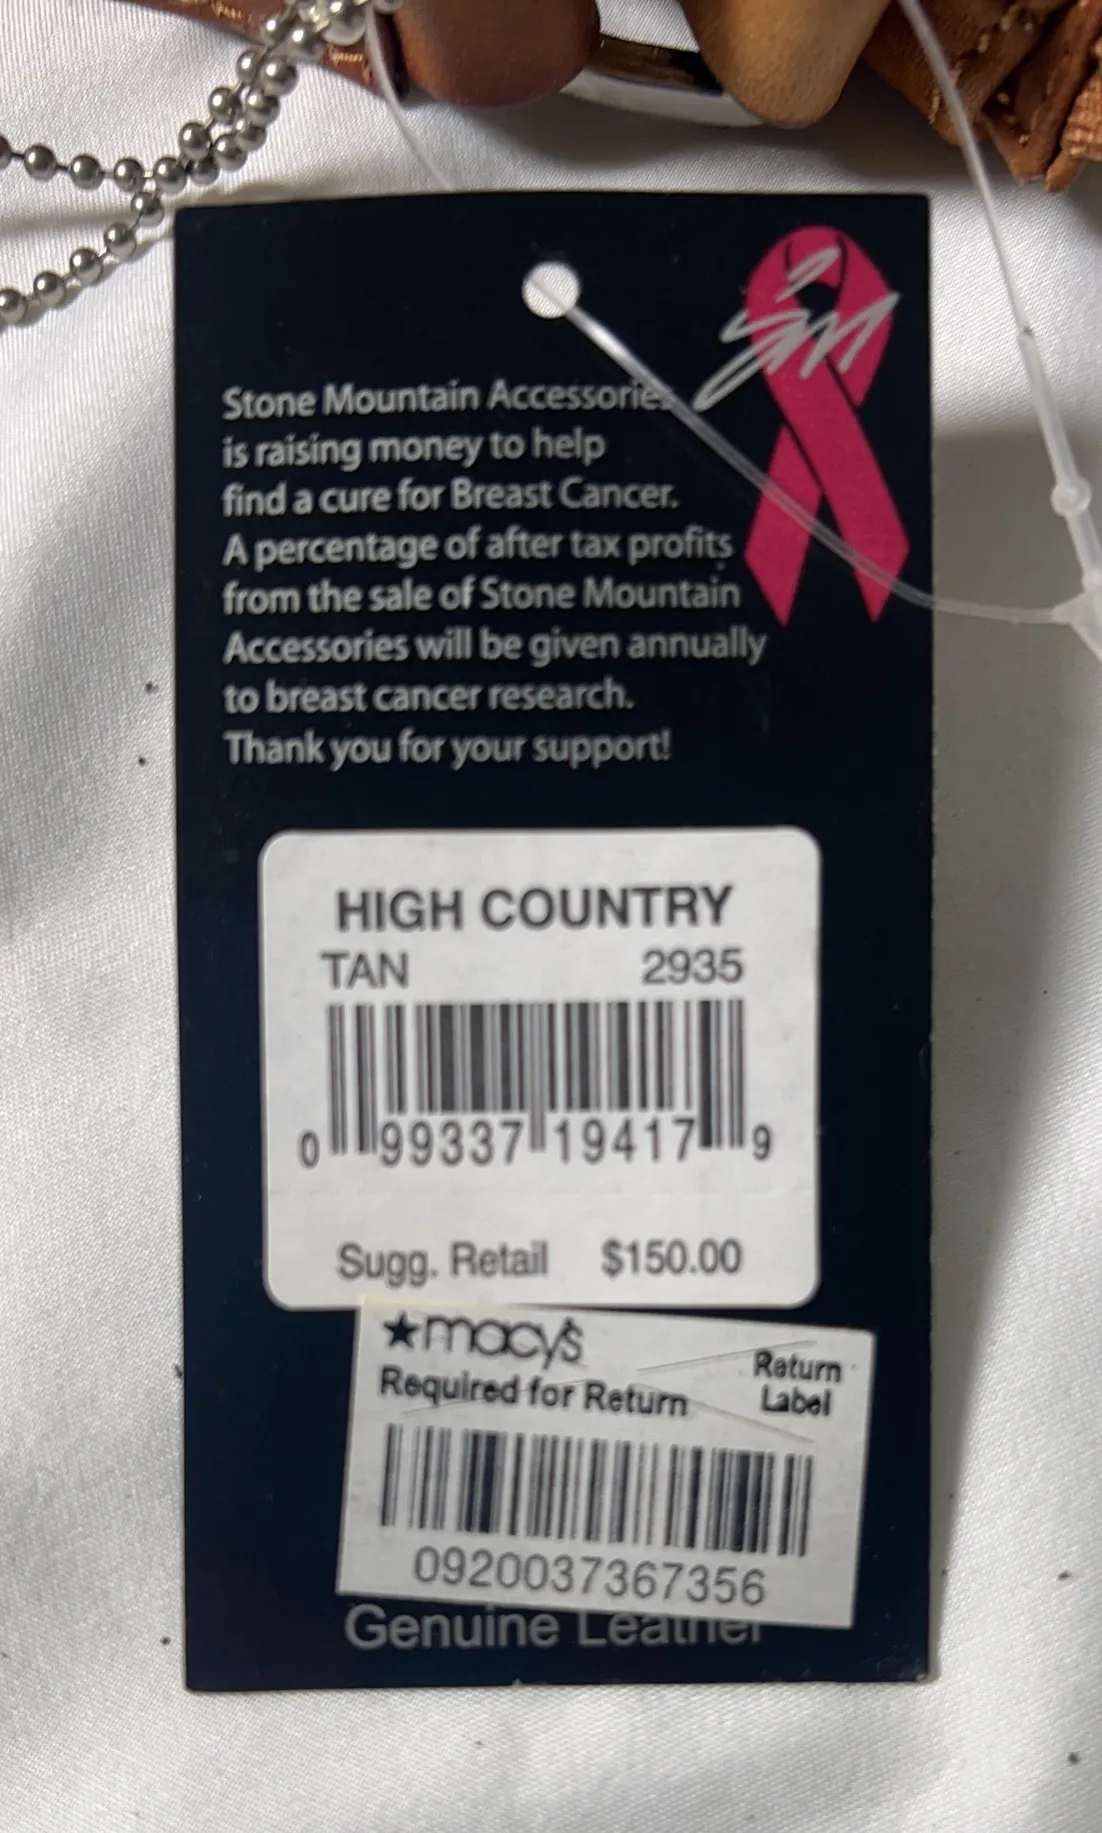 SM
Stone Mountain Accessories
is raising money to help
find a cure for Breast Cancer.
A percentage of after tax profits
from the sale of Stone Mountain
Accessories will be given annually
to breast cancer research.
Thank you for your support!
HIGH COUNTRY
TAN 2935
0 99337 19417 9
Sugg. Retail $150.00
★macy's
Required for Return
Return
Label
0920037367356
Genuine Leather